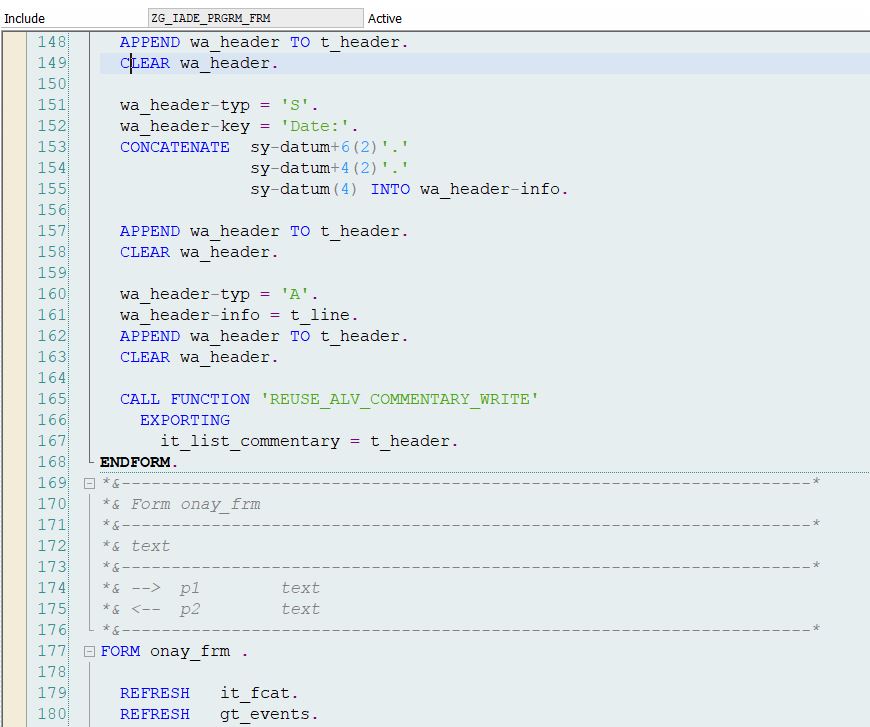 Include ZG_IADE_PRGRM_FRM Active
148 APPEND wa_header TO t_header.
149 CLEAR wa_header.
150
151 wa_header-typ = 'S'.
152 wa_header-key = 'Date:'.
153 CONCATENATE  sy-datum+6(2)'.'
154 sy-datum+4(2)'.'
155 sy-datum(4) INTO wa_header-info.
156
157 APPEND wa_header TO t_header.
158 CLEAR wa_header.
159
160 wa_header-typ = 'A'.
161 wa_header-info = t_line.
162 APPEND wa_header TO t_header.
163 CLEAR wa_header.
164
165 CALL FUNCTION 'REUSE_ALV_COMMENTARY_WRITE'
166 EXPORTING
167 it_list_commentary = t_header.
168 ENDFORM.
169 *&---------------------------------------------------------------------*
170 *& Form onay_frm
171 *&---------------------------------------------------------------------*
172 *& text
173 *&---------------------------------------------------------------------*
174 *& -->  p1        text
175 *& <--  p2        text
176 *&---------------------------------------------------------------------*
177 FORM onay_frm .
178
179 REFRESH   it_fcat.
180 REFRESH   gt_events.